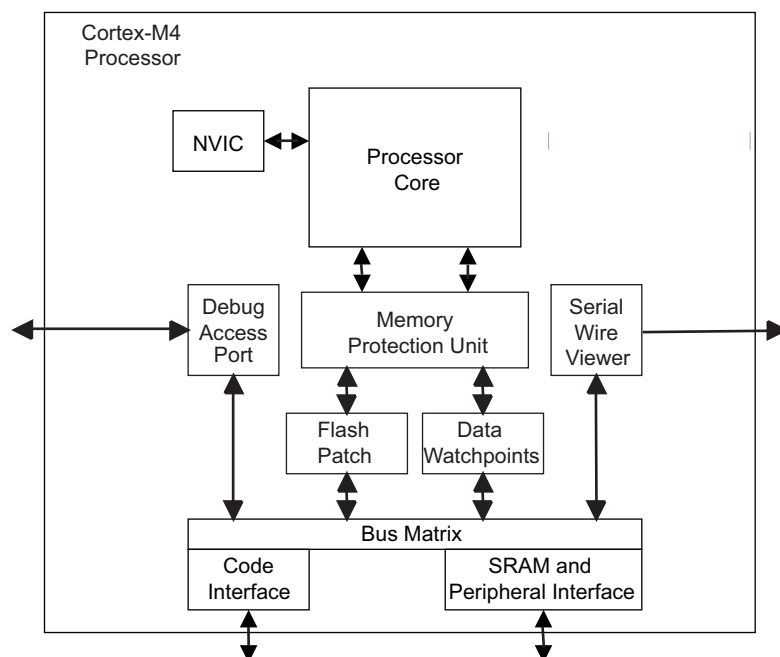 Cortex-M4
Processor
NVIC
Processor
Core
Debug
Access
Port
Memory
Protection Unit
Serial
Wire
Viewer
Flash
Patch
Data
Watchpoints
Bus Matrix
Code
Interface
SRAM and
Peripheral Interface